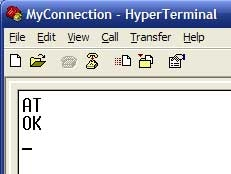 MyConnection - HyperTerminal
File Edit View Call Transfer Help
AT
OK